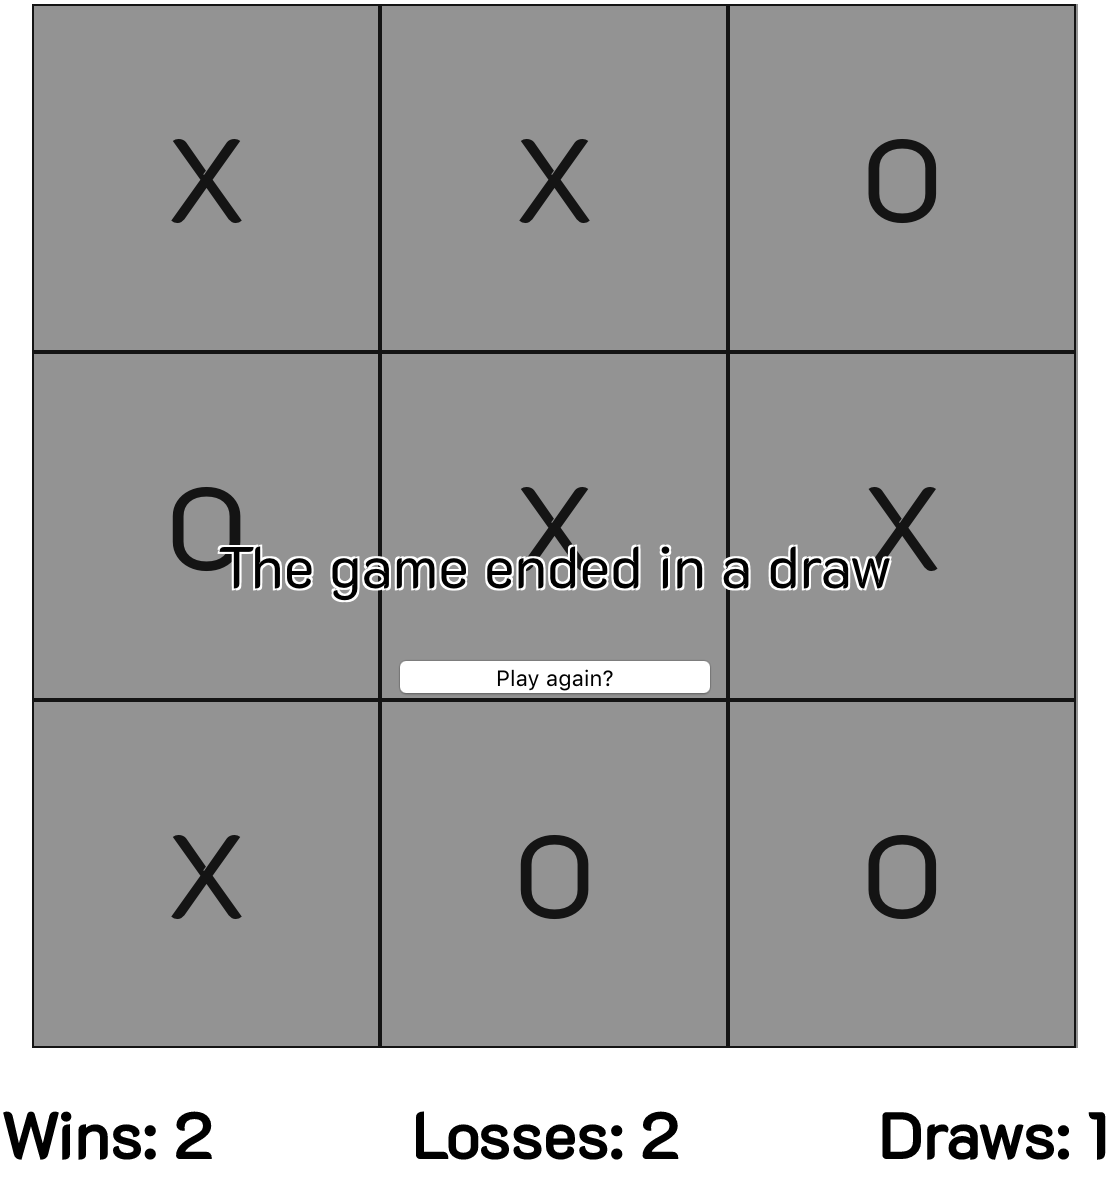 X X O
O X X
The game ended in a draw
Play again?
X O O
Wins: 2 Losses: 2 Draws: 1